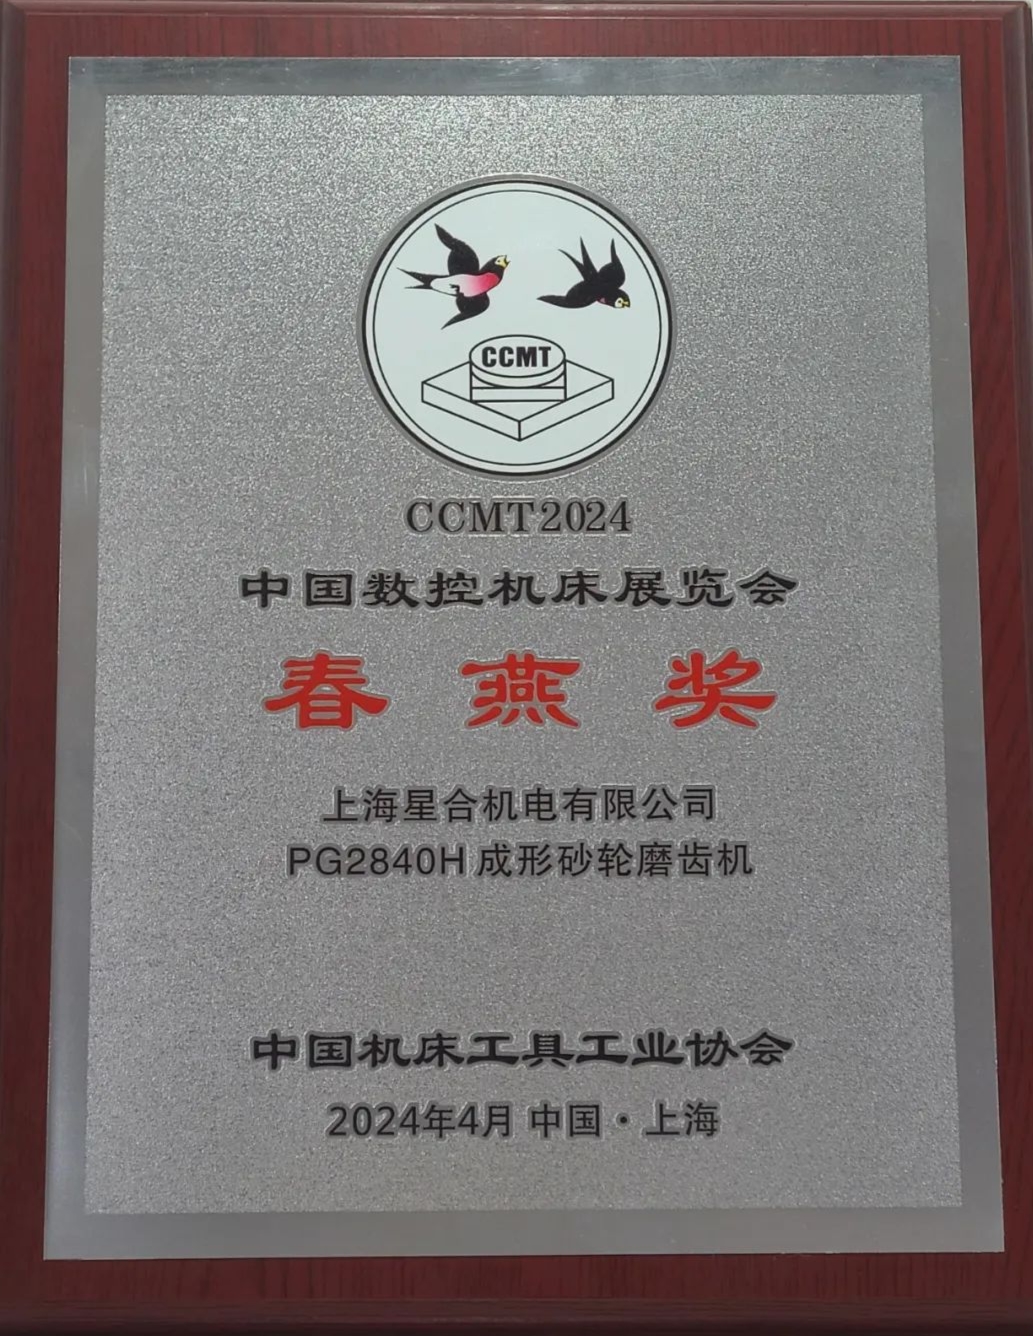 CCMT
CCMT2024
中国数控机床展览会
春燕奖
上海星合机电有限公司
PG2840H 成形砂轮磨齿机
中国机床工具工业协会
2024年4月 中国·上海